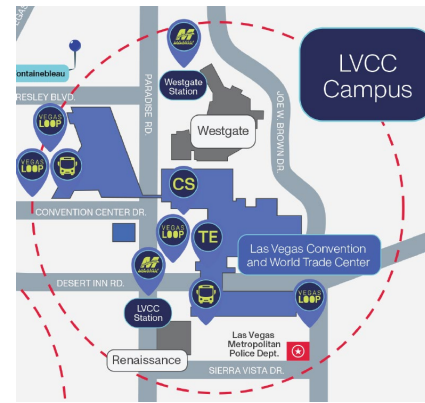 VEGAS
LVCC
Campus
Westgate
Station
ontainebleau
RESLEY BLVD.
PARADISE RD.
JOE W. BROWN DR.
Westgate
VEGAS
LOOP
VEGAS
LOOP
CS
CONVENTION CENTER DR.
VEGAS
LOOP
TE
Las Vegas Convention
and World Trade Center
DESERT INN RD.
VEGAS
LOOP
LVCC
Station
Las Vegas
Metropolitan
Police Dept.
Renaissance
SIERRA VISTA DR.